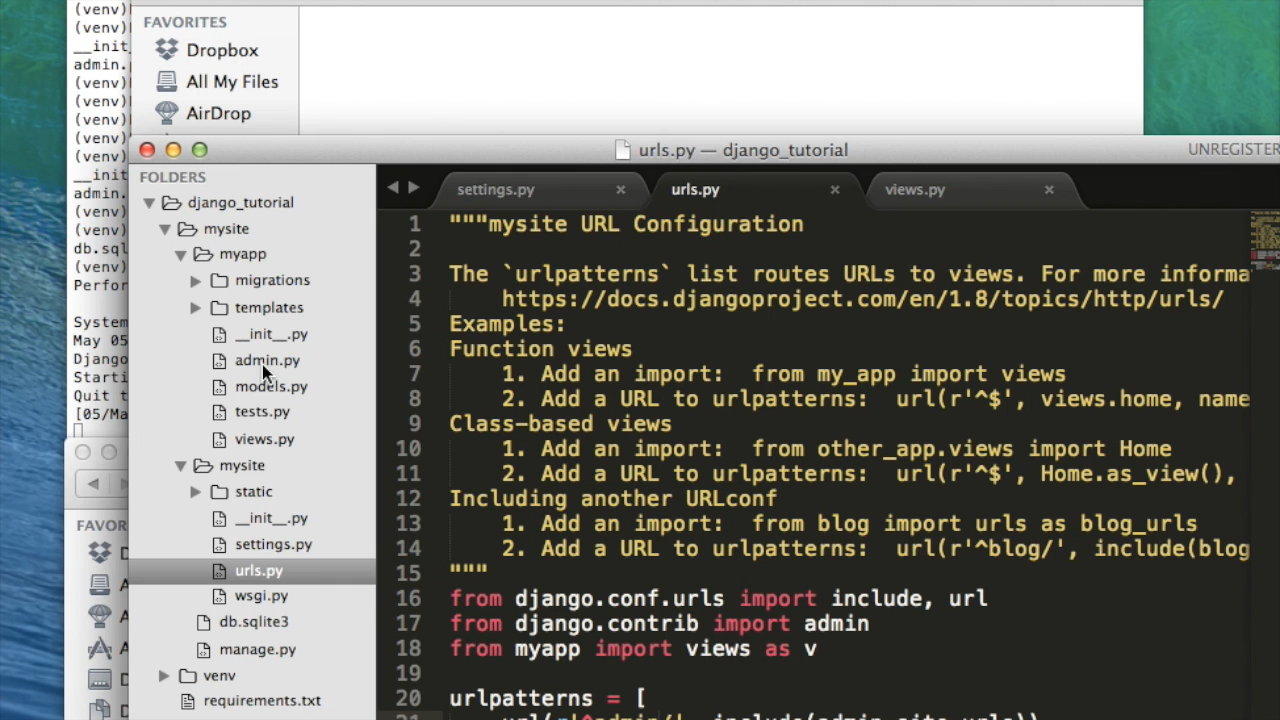 (venv)
(venv)
__init_
admin.
(venv)
(venv)
(venv)
(venv)
(venv)
__init_
admin.
(venv)
(venv)
db.sql
(venv)
Perfor
System
May 05
Django
Starti
Quit t
[05/Ma
FAVORITES
Dropbox
All My Files
AirDrop
FAVOR
D
A
A
A
D
D
urls.py — django_tutorial
UNREGISTER
FOLDERS
django_tutorial
mysite
myapp
migrations
templates
__init__.py
admin.py
models.py
tests.py
views.py
mysite
static
__init__.py
settings.py
urls.py
wsgi.py
db.sqlite3
manage.py
venv
requirements.txt
settings.py
urls.py
views.py
1 """mysite URL Configuration
2
3 The `urlpatterns` list routes URLs to views. For more informa
4 https://docs.djangoproject.com/en/1.8/topics/http/urls/
5 Examples:
6 Function views
7 1. Add an import:  from my_app import views
8 2. Add a URL to urlpatterns:  url(r'^$', views.home, name
9 Class-based views
10 1. Add an import:  from other_app.views import Home
11 2. Add a URL to urlpatterns:  url(r'^$', Home.as_view(),
12 Including another URLconf
13 1. Add an import:  from blog import urls as blog_urls
14 2. Add a URL to urlpatterns:  url(r'^blog/', include(blog
15 """
16 from django.conf.urls import include, url
17 from django.contrib import admin
18 from myapp import views as v
19
20 urlpatterns = [
21 url(r'^admin/', include(admin.site.urls))